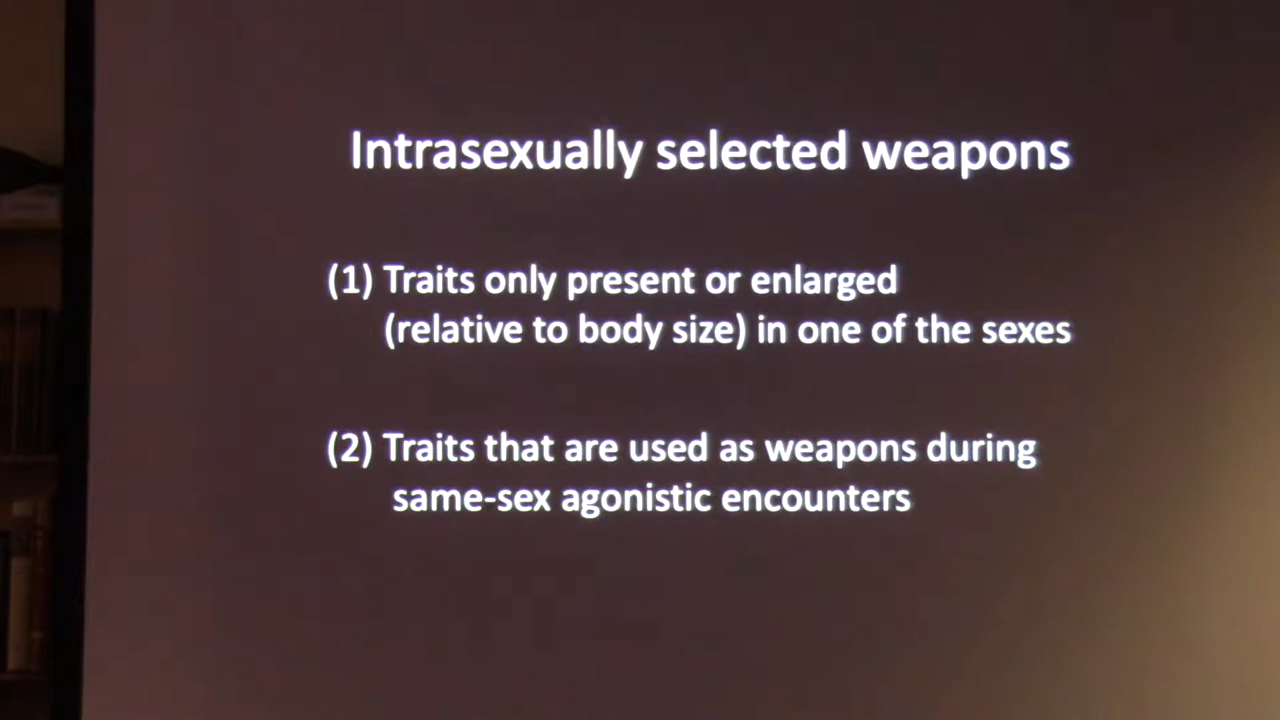 Intrasexually selected weapons
(1) Traits only present or enlarged
(relative to body size) in one of the sexes
(2) Traits that are used as weapons during
same-sex agonistic encounters